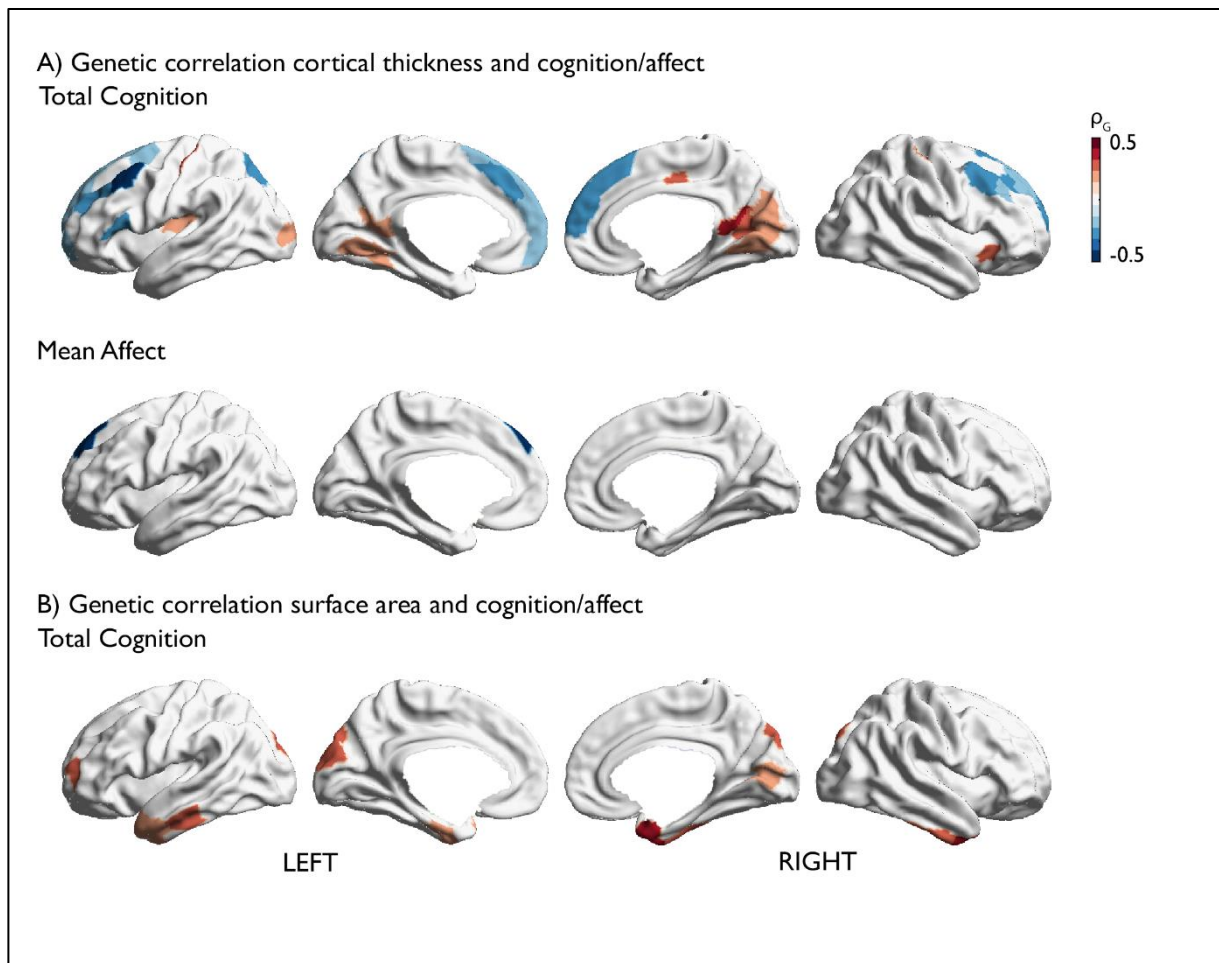 A) Genetic correlation cortical thickness and cognition/affect
Total Cognition
ρG
0.5
-0.5
Mean Affect
B) Genetic correlation surface area and cognition/affect
Total Cognition
LEFT
RIGHT